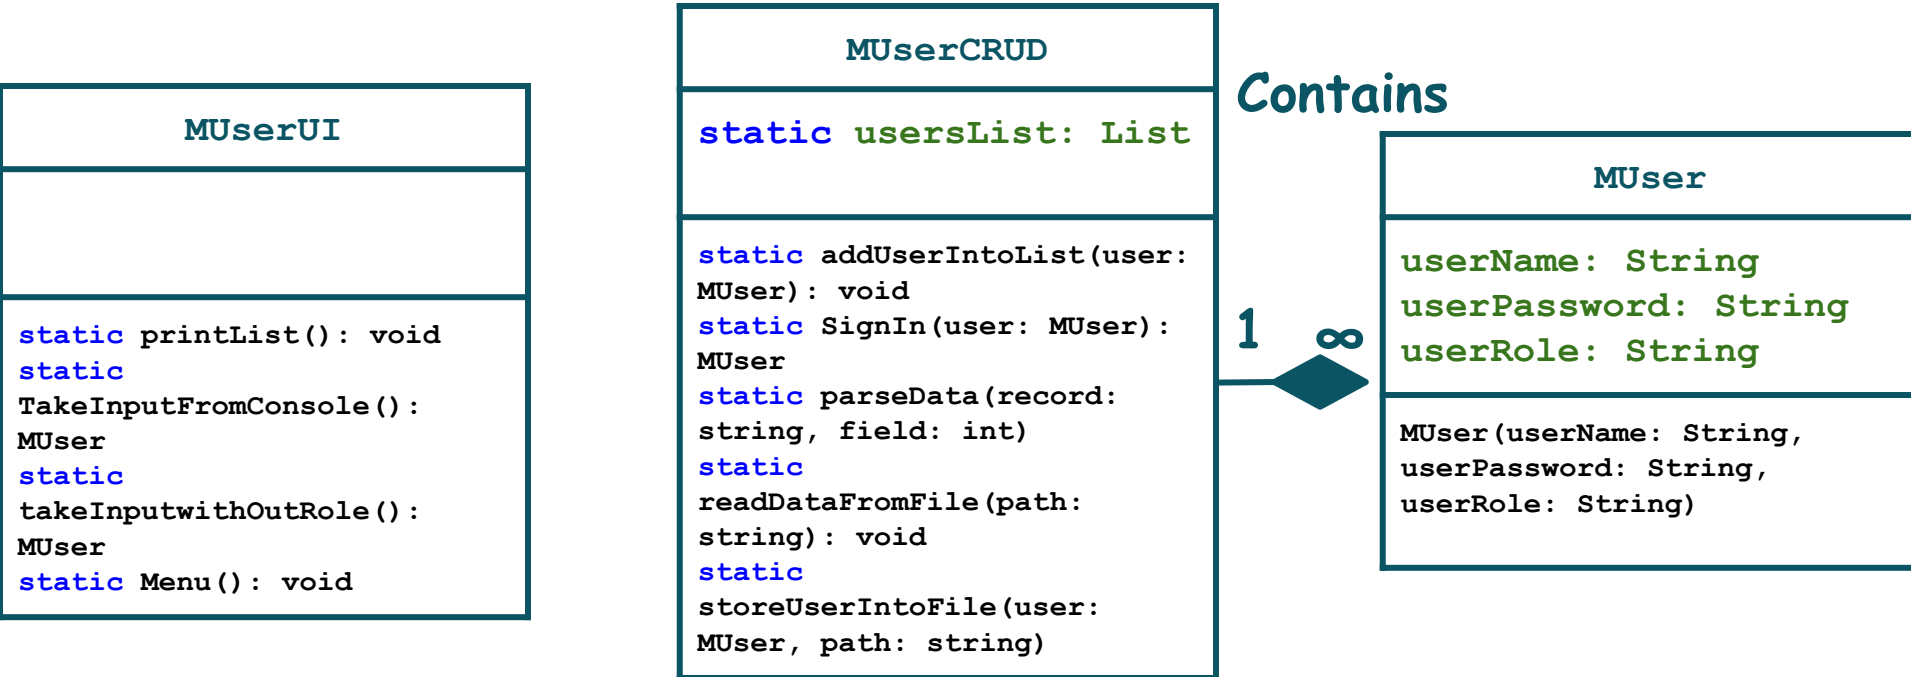 MUserUI
static printList(): void
static
TakeInputFromConsole():
MUser
static
takeInputwithOutRole():
MUser
static Menu(): void
MUserCRUD
static usersList: List
static addUserIntoList(user:
MUser): void
static SignIn(user: MUser):
MUser
static parseData(record:
string, field: int)
static
readDataFromFile(path:
string): void
static
storeUserIntoFile(user:
MUser, path: string)
Contains
1 ∞
MUser
userName: String
userPassword: String
userRole: String
MUser(userName: String,
userPassword: String,
userRole: String)